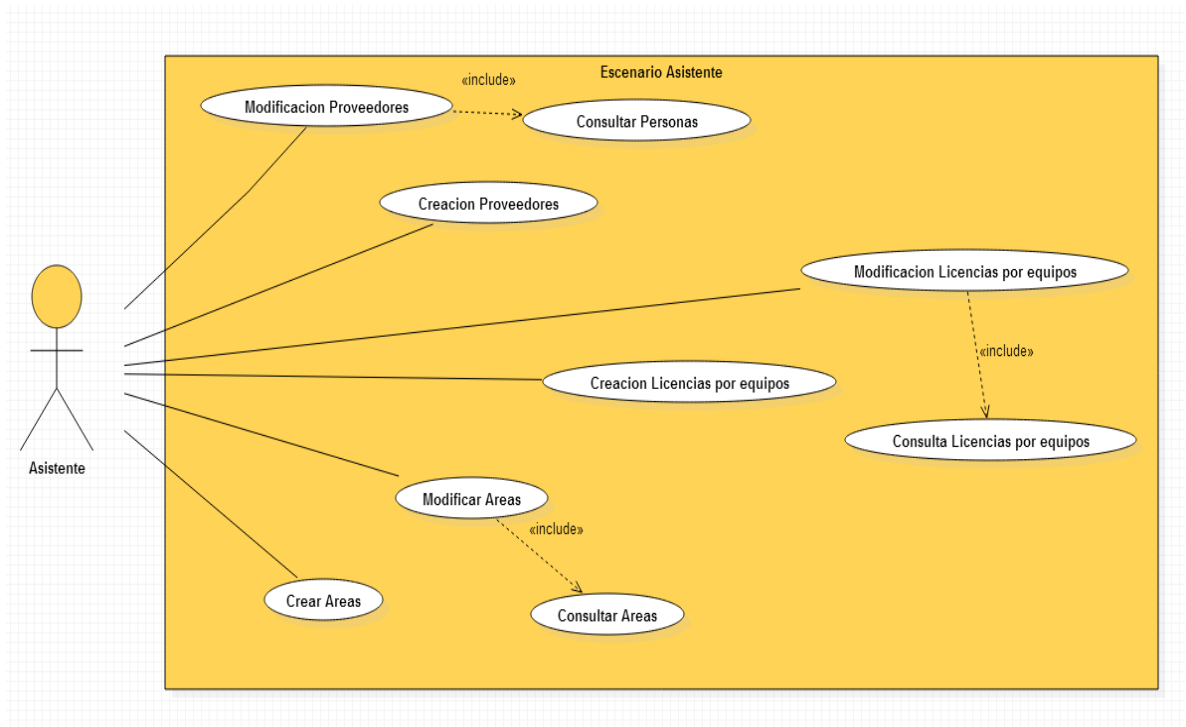 Escenario Asistente
«include»
Modificacion Proveedores
Consultar Personas
Creacion Proveedores
Modificacion Licencias por equipos
«include»
Creacion Licencias por equipos
Consulta Licencias por equipos
Asistente
Modificar Areas
«include»
Crear Areas
Consultar Areas